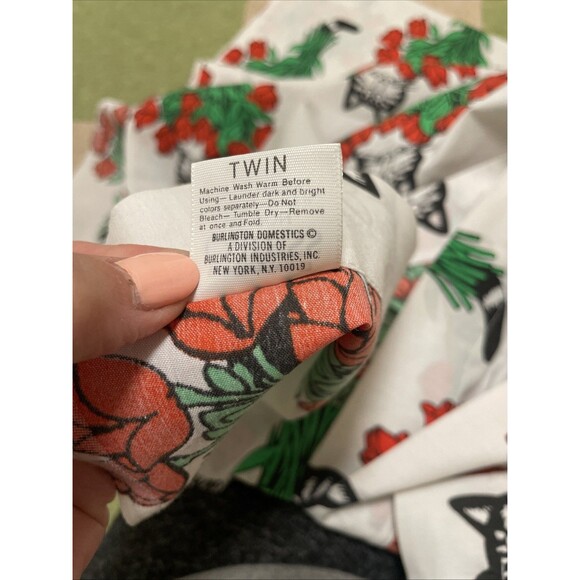 TWIN
Machine Wash Warm Before
Using—Launder dark and bright
colors separately—Do Not
Bleach—Tumble Dry—Remove
at once and Fold.
BURLINGTON DOMESTICS ©
A DIVISION OF
BURLINGTON INDUSTRIES, INC.
NEW YORK, N.Y. 10019